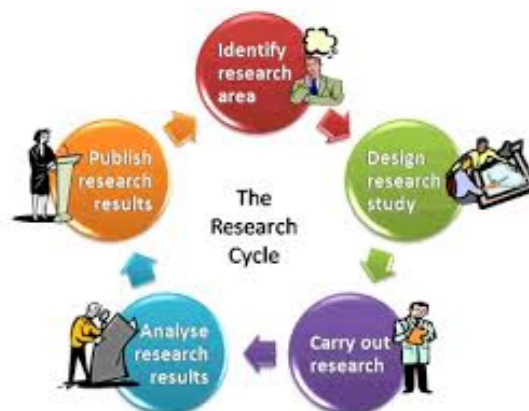 Identify
research
area
Design
research
study
Carry out
research
Analyse
research
results
Publish
research
results
The
Research
Cycle